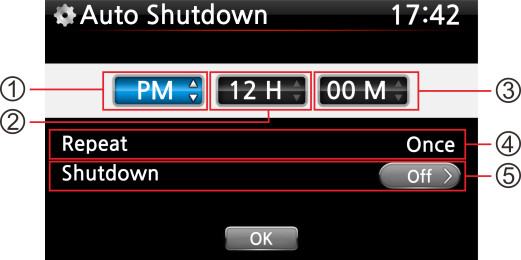 Auto Shutdown 17:42
① PM 12 H 00 M ③
②
Repeat Once ④
Shutdown Off > ⑤
OK